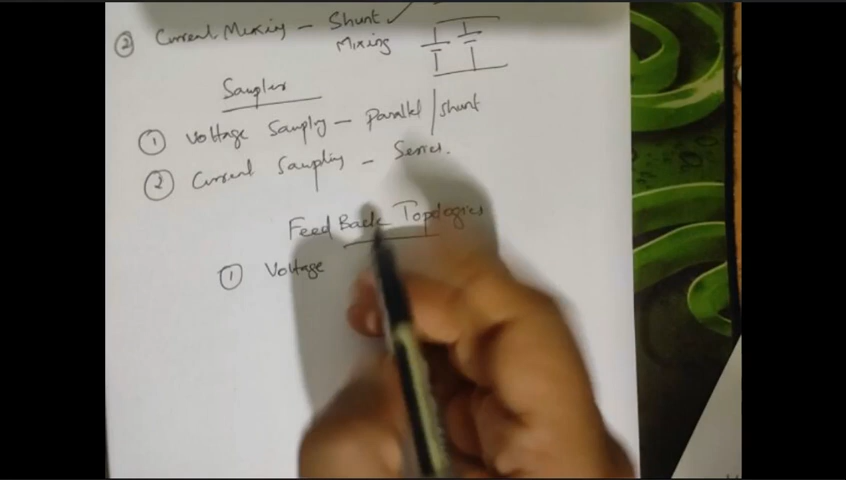 ② Current Mixing – Shunt ✓
Mixing
Sampler
① Voltage Sampling – Parallel / Shunt
② Current Sampling – Series.
Feed Back Topologies
① Voltage